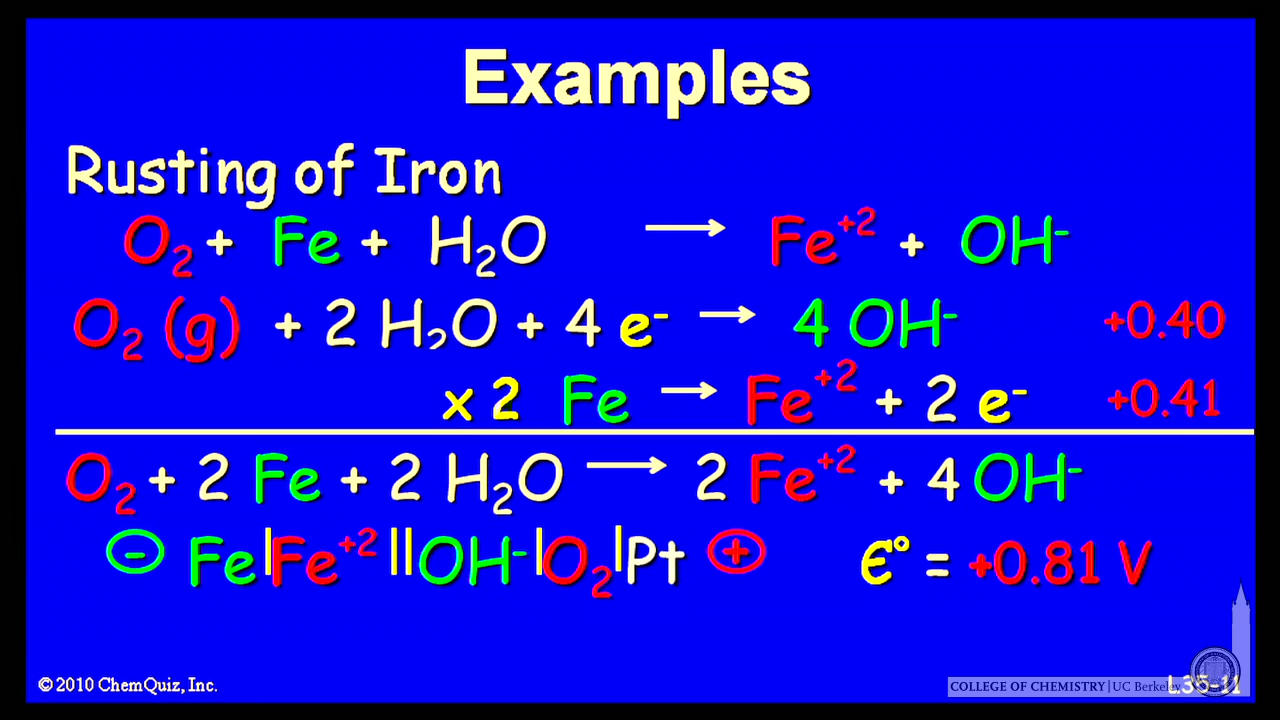 Examples
Rusting of Iron
O₂ + Fe + H₂O → Fe⁺² + OH⁻
O₂ (g) + 2 H₂O + 4 e⁻ → 4 OH⁻ +0.40
x 2 Fe → Fe⁺² + 2 e⁻ +0.41
O₂ + 2 Fe + 2 H₂O → 2 Fe⁺² + 4 OH⁻
⊖ Fe|Fe⁺²||OH⁻|O₂|Pt ⊕ ϵ° = +0.81 V
© 2010 ChemQuiz, Inc.
COLLEGE OF CHEMISTRY | UC Berkeley
L35-11